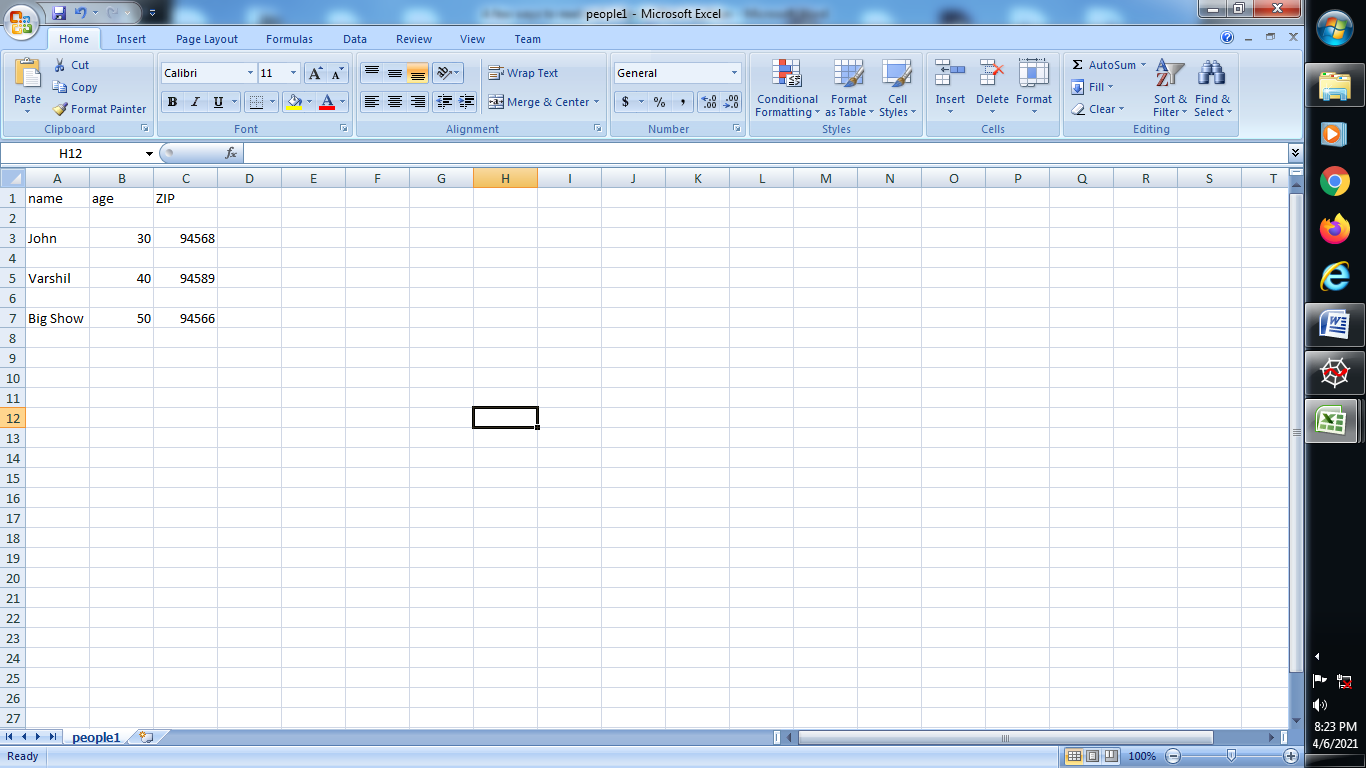 people1 - Microsoft Excel
Home Insert Page Layout Formulas Data Review View Team
Cut
Copy
Format Painter
Paste
Clipboard
Calibri 11
B I U
Font
Wrap Text
Merge & Center
Alignment
General
$ % ,
Number
Conditional Formatting
Format as Table
Cell Styles
Styles
Insert Delete Format
Cells
Σ AutoSum
Fill
Clear
Sort & Filter
Find & Select
Editing
H12 fx
A B C D E F G H I J K L M N O P Q R S T
1 name age ZIP
2
3 John 30 94568
4
5 Varshil 40 94589
6
7 Big Show 50 94566
8
9
10
11
12
13
14
15
16
17
18
19
20
21
22
23
24
25
26
27
people1
Ready 100%
8:23 PM
4/6/2021